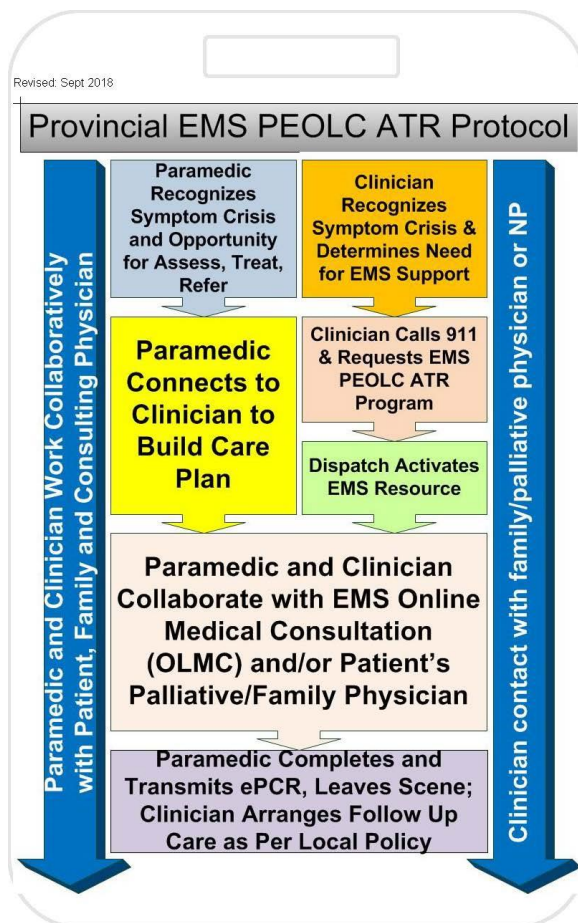 Revised: Sept 2018
Provincial EMS PEOLC ATR Protocol
Paramedic and Clinician Work Collaboratively
with Patient, Family and Consulting Physician
Paramedic
Recognizes
Symptom Crisis
and Opportunity
for Assess, Treat,
Refer
Clinician
Recognizes
Symptom Crisis &
Determines Need
for EMS Support
Paramedic
Connects to
Clinician to
Build Care
Plan
Clinician Calls 911
& Requests EMS
PEOLC ATR
Program
Dispatch Activates
EMS Resource
Paramedic and Clinician
Collaborate with EMS Online
Medical Consultation
(OLMC) and/or Patient's
Palliative/Family Physician
Paramedic Completes and
Transmits ePCR, Leaves Scene;
Clinician Arranges Follow Up
Care as Per Local Policy
Clinician contact with family/palliative physician or NP